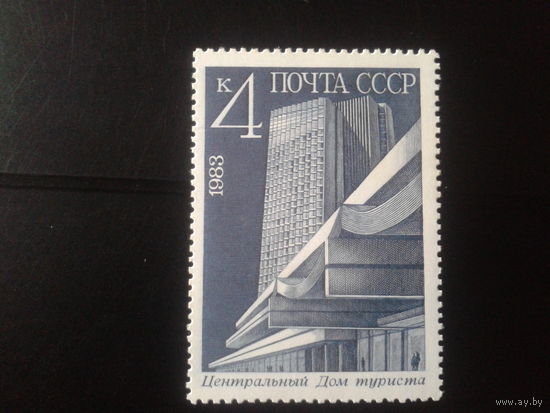 ПОЧТА СССР
к 4
1983
Центральный Дом туриста
www.ay.by